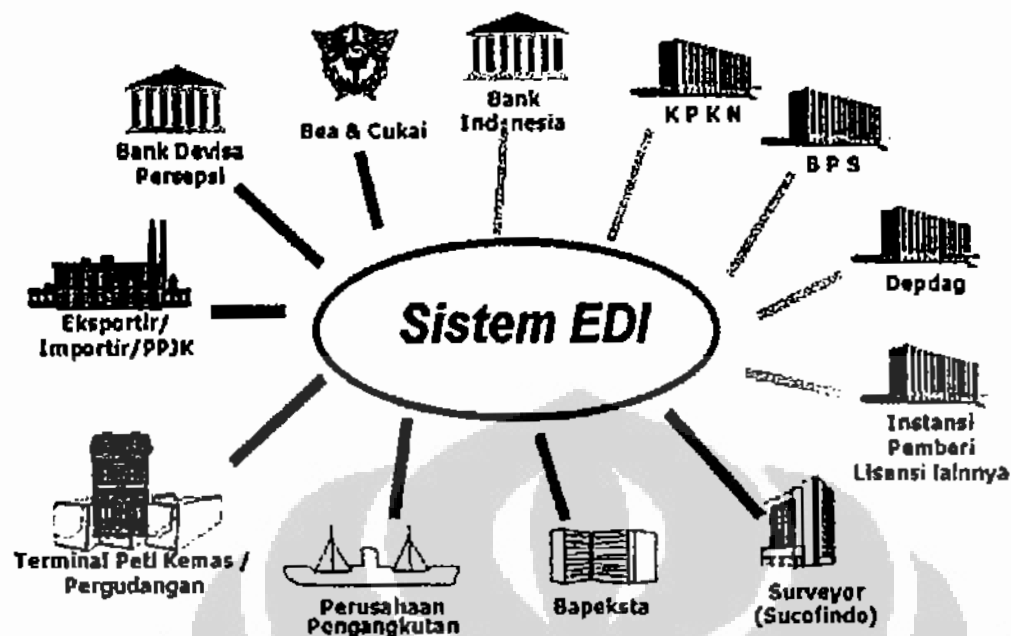 Bank Devisa
Persepsi
Bea & Cukai
Bank
Indonesia
K P K N
B P S
Depdag
Instansi
Pemberi
Lisansi lainnya
Surveyor
(Sucofindo)
Bapeksta
Perusahaan
Pengangkutan
Terminal Peti Kemas /
Pergudangan
Eksportir/
Importir/PPJK
Sistem EDI